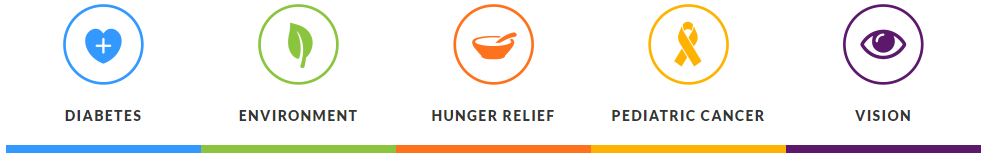 DIABETES
ENVIRONMENT
HUNGER RELIEF
PEDIATRIC CANCER
VISION